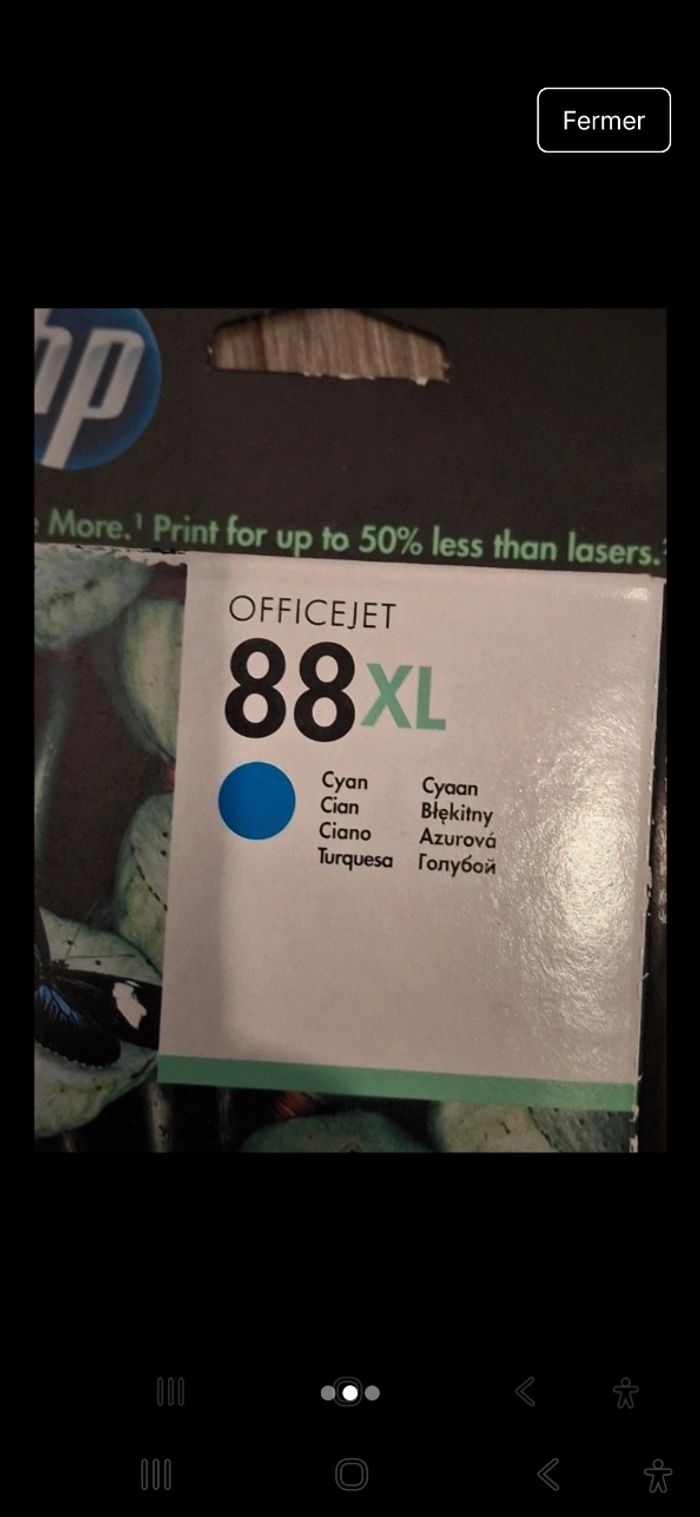 Fermer
hp
More.¹ Print for up to 50% less than lasers.²
OFFICEJET
88XL
Cyan Cyaan
Cian Błękitny
Ciano Azurová
Turquesa Голубой